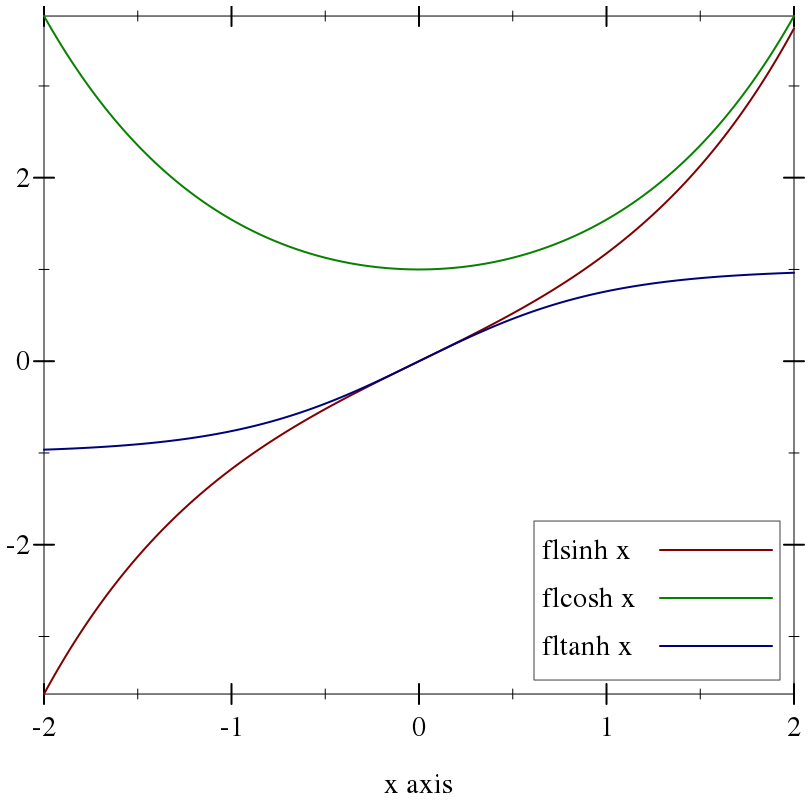 2
0
-2
flsinh x
flcosh x
fltanh x
-2 -1 0 1 2
x axis